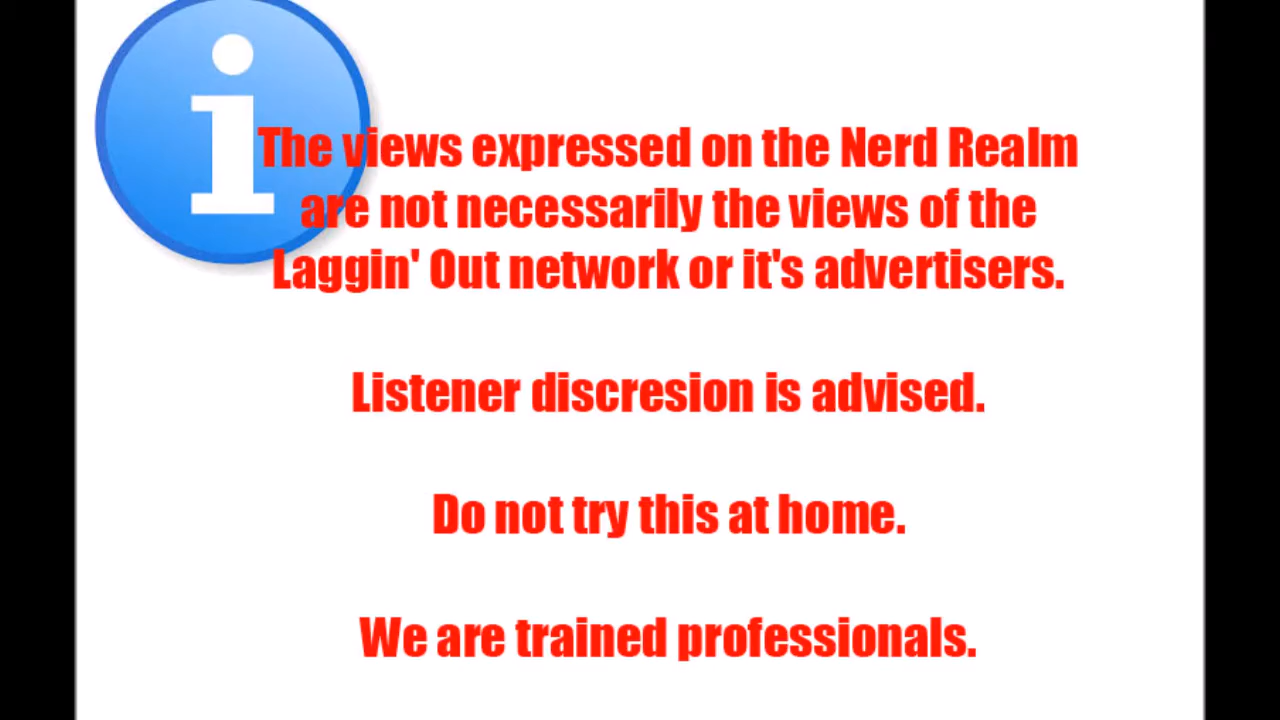 The views expressed on the Nerd Realm
are not necessarily the views of the
Laggin' Out network or it's advertisers.
Listener discresion is advised.
Do not try this at home.
We are trained professionals.